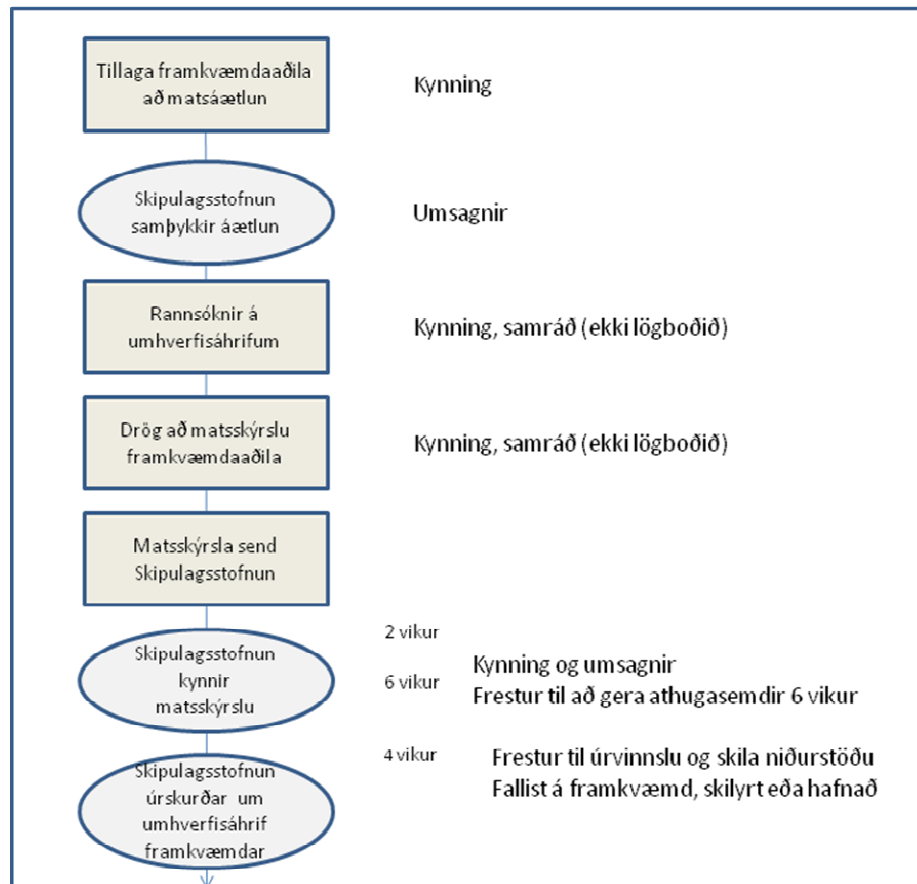 Tillaga framkvæmdaaðila
að matsáætlun
Kynning
Skipulagsstofnun
samþykkir áætlun
Umsagnir
Rannsóknir á
umhverfisáhrifum
Kynning, samráð (ekki lögboðið)
Drög að matsskýrslu
framkvæmdaaðila
Kynning, samráð (ekki lögboðið)
Matsskýrsla send
Skipulagsstofnun
Skipulagsstofnun
kynnir
matsskýrslu
2 vikur
6 vikur
Kynning og umsagnir
Frestur til að gera athugasemdir 6 vikur
Skipulagsstofnun
úrskurðar um
umhverfisáhrif
framkvæmdar
4 vikur
Frestur til úrvinnslu og skila niðurstöðu
Fallist á framkvæmd, skilyrt eða hafnað